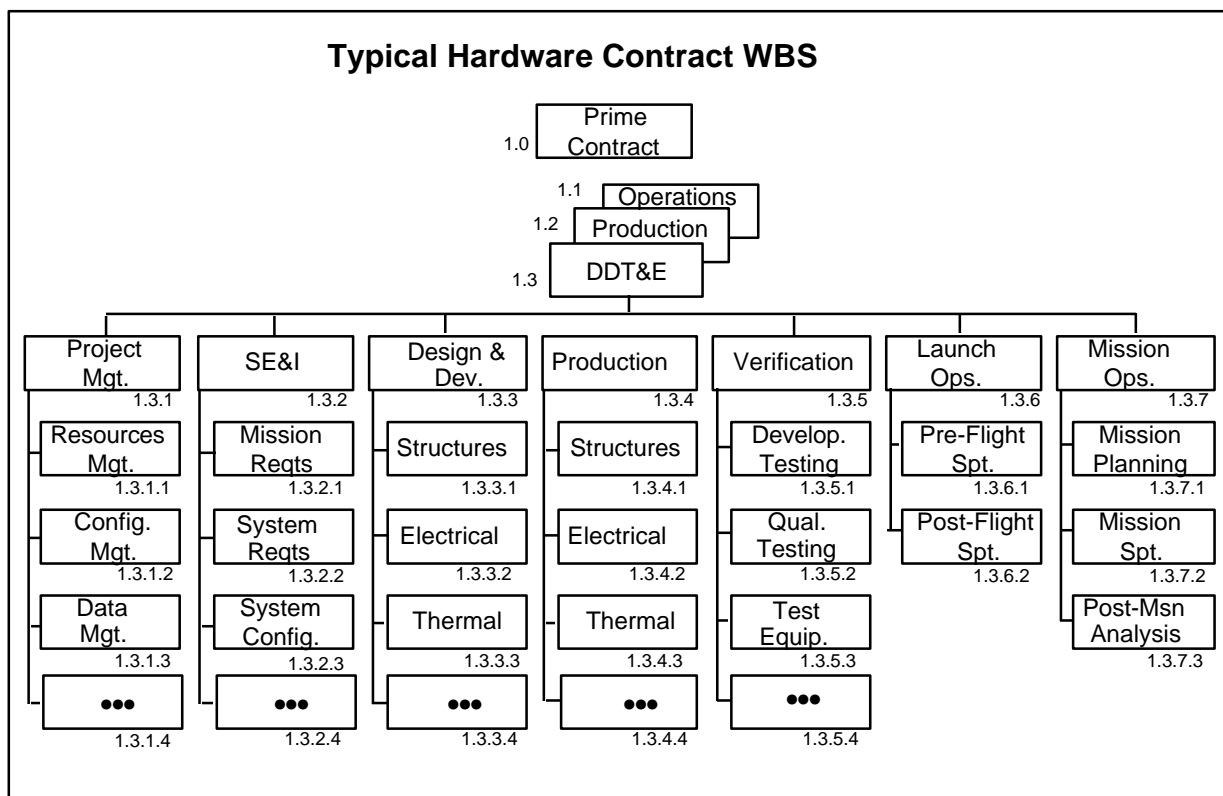 Typical Hardware Contract WBS
Prime
Contract
1.0
1.1
Operations
1.2
Production
1.3
DDT&E
Project
Mgt.
1.3.1
SE&I
1.3.2
Design &
Dev.
1.3.3
Production
1.3.4
Verification
1.3.5
Launch
Ops.
1.3.6
Mission
Ops.
1.3.7
Resources
Mgt.
1.3.1.1
Mission
Reqts
1.3.2.1
Structures
1.3.3.1
Structures
1.3.4.1
Develop.
Testing
1.3.5.1
Pre-Flight
Spt.
1.3.6.1
Mission
Planning
1.3.7.1
Config.
Mgt.
1.3.1.2
System
Reqts
1.3.2.2
Electrical
1.3.3.2
Electrical
1.3.4.2
Qual.
Testing
1.3.5.2
Post-Flight
Spt.
1.3.6.2
Mission
Spt.
1.3.7.2
Data
Mgt.
1.3.1.3
System
Config.
1.3.2.3
Thermal
1.3.3.3
Thermal
1.3.4.3
Test
Equip.
1.3.5.3
Post-Msn
Analysis
1.3.7.3
•••
1.3.1.4
•••
1.3.2.4
•••
1.3.3.4
•••
1.3.4.4
•••
1.3.5.4